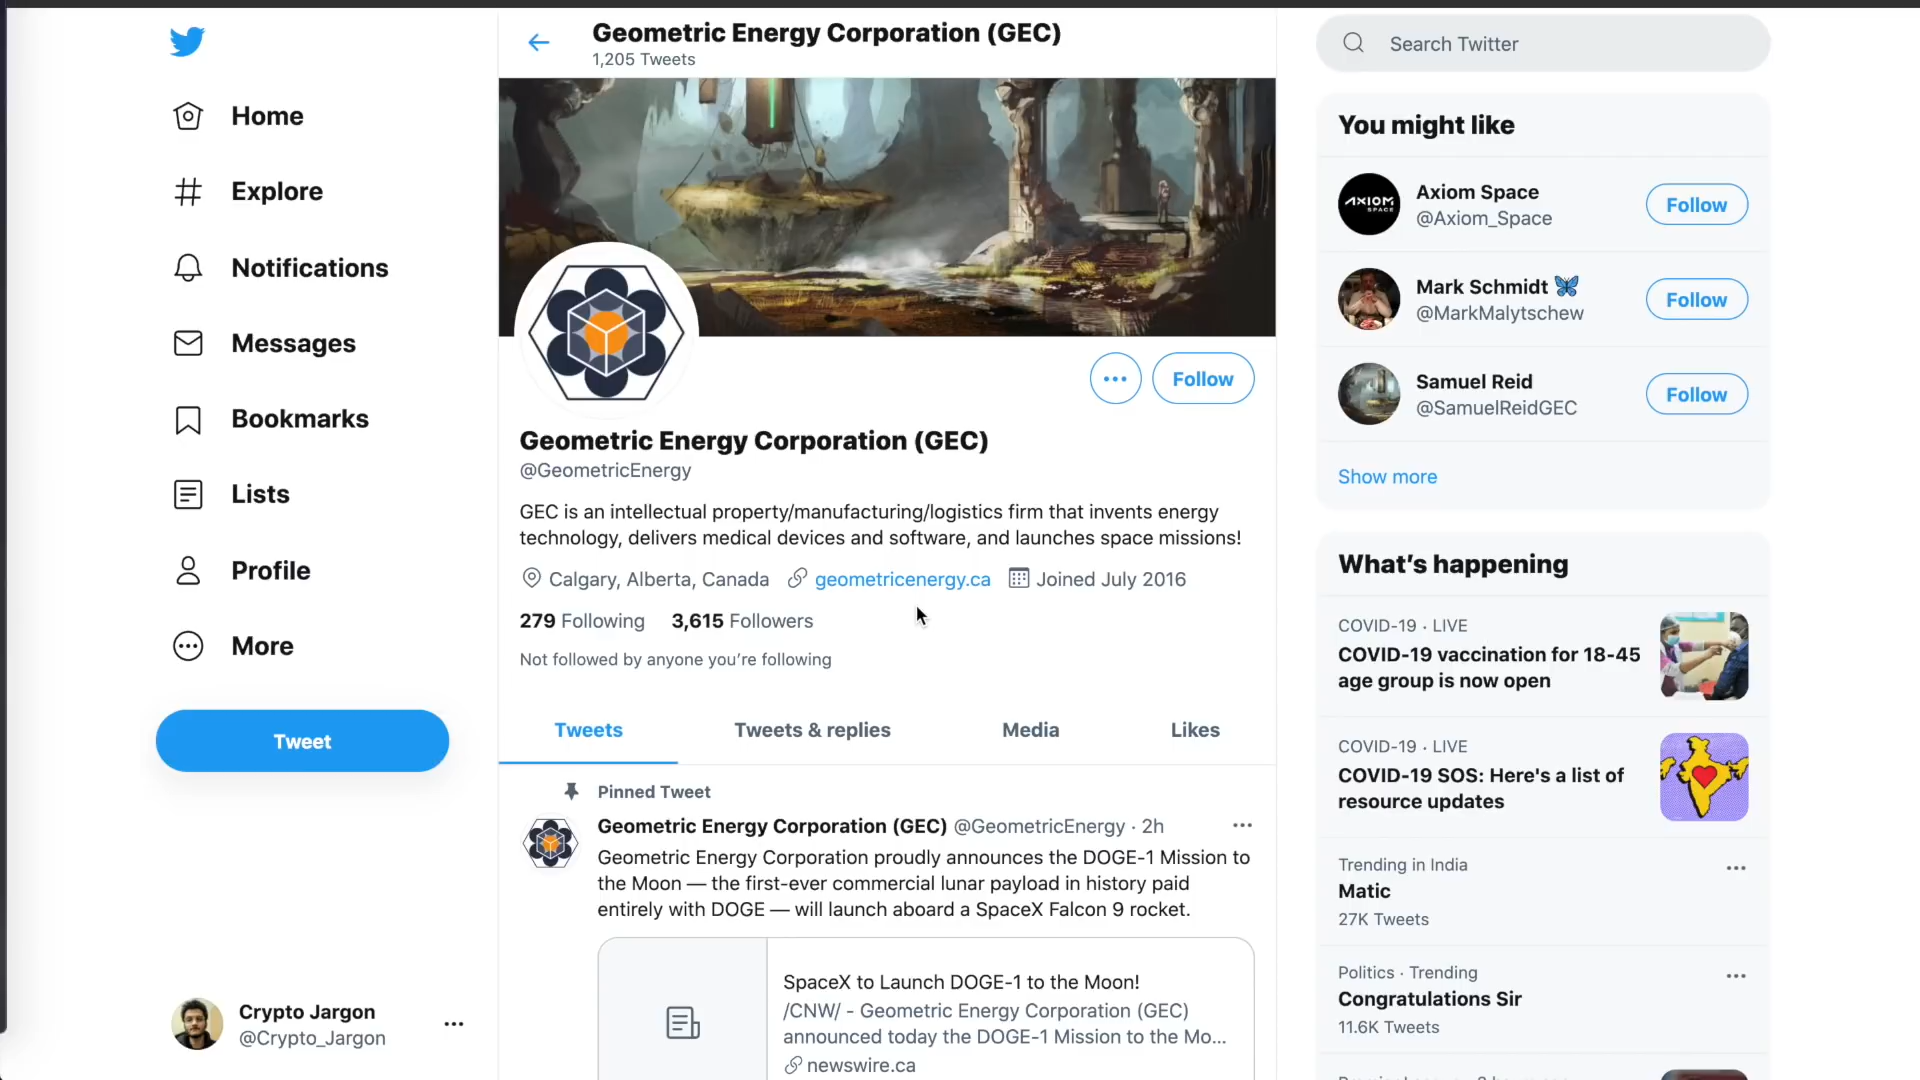 Home
Explore
Notifications
Messages
Bookmarks
Lists
Profile
More
Tweet
Crypto Jargon
@Crypto_Jargon
Geometric Energy Corporation (GEC)
1,205 Tweets
Follow
Geometric Energy Corporation (GEC)
@GeometricEnergy
GEC is an intellectual property/manufacturing/logistics firm that invents energy
technology, delivers medical devices and software, and launches space missions!
Calgary, Alberta, Canada geometricenergy.ca Joined July 2016
279 Following 3,615 Followers
Not followed by anyone you’re following
Tweets Tweets & replies Media Likes
Pinned Tweet
Geometric Energy Corporation (GEC) @GeometricEnergy · 2h
Geometric Energy Corporation proudly announces the DOGE-1 Mission to
the Moon — the first-ever commercial lunar payload in history paid
entirely with DOGE — will launch aboard a SpaceX Falcon 9 rocket.
SpaceX to Launch DOGE-1 to the Moon!
/CNW/ - Geometric Energy Corporation (GEC)
announced today the DOGE-1 Mission to the Mo...
newswire.ca
Search Twitter
You might like
AXIOM
SPACE
Axiom Space
@Axiom_Space
Follow
Mark Schmidt
@MarkMalytschew
Follow
Samuel Reid
@SamuelReidGEC
Follow
Show more
What’s happening
COVID-19 · LIVE
COVID-19 vaccination for 18-45
age group is now open
COVID-19 · LIVE
COVID-19 SOS: Here's a list of
resource updates
Trending in India
Matic
27K Tweets
Politics · Trending
Congratulations Sir
11.6K Tweets